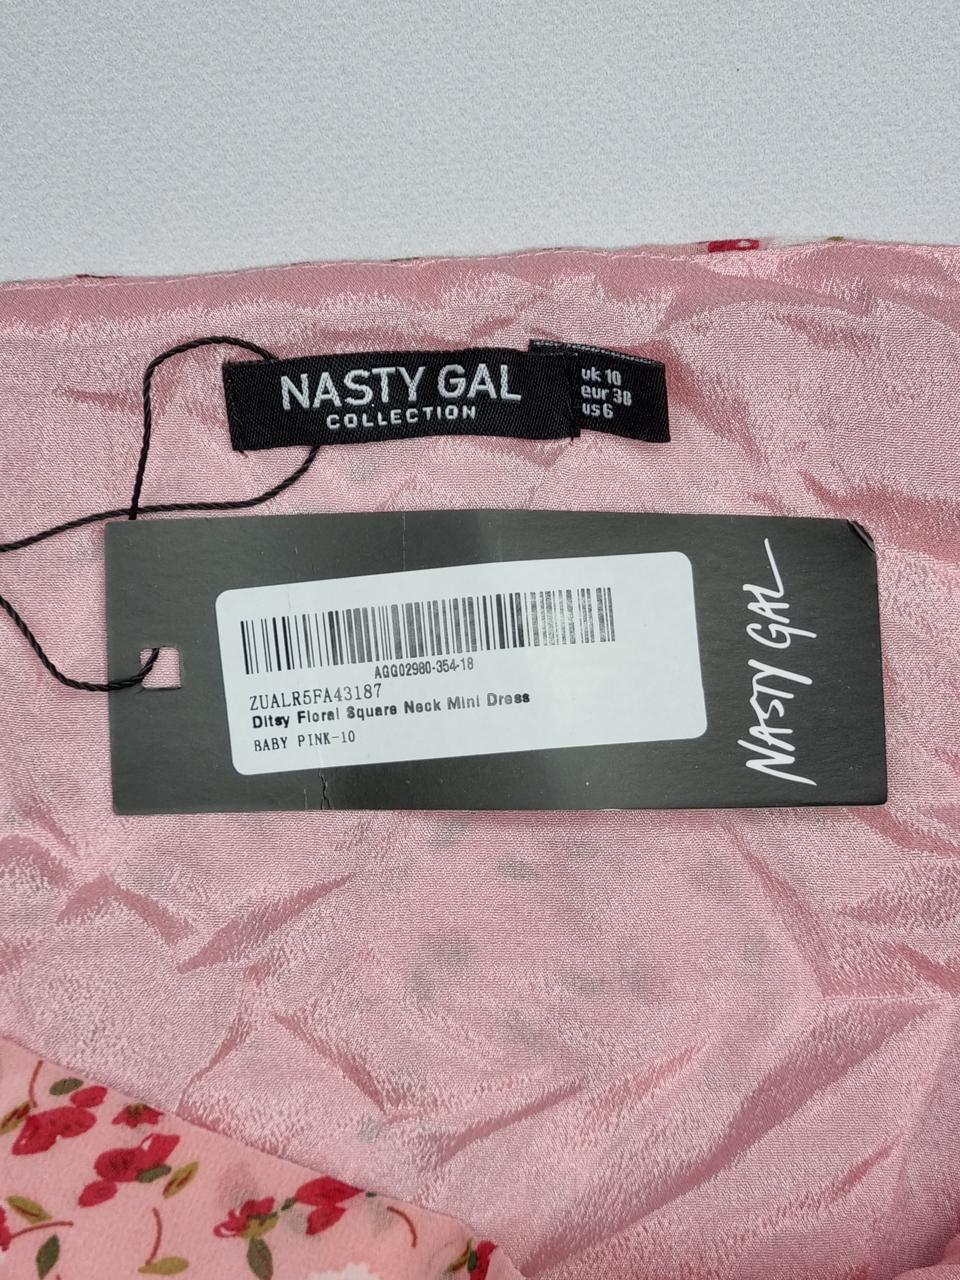 NASTY GAL
COLLECTION
uk 10
eur 38
us 6
AGG02980-354-18
ZUALR5FA43187
Ditsy Floral Square Neck Mini Dress
BABY PINK-10
NASTY GAL